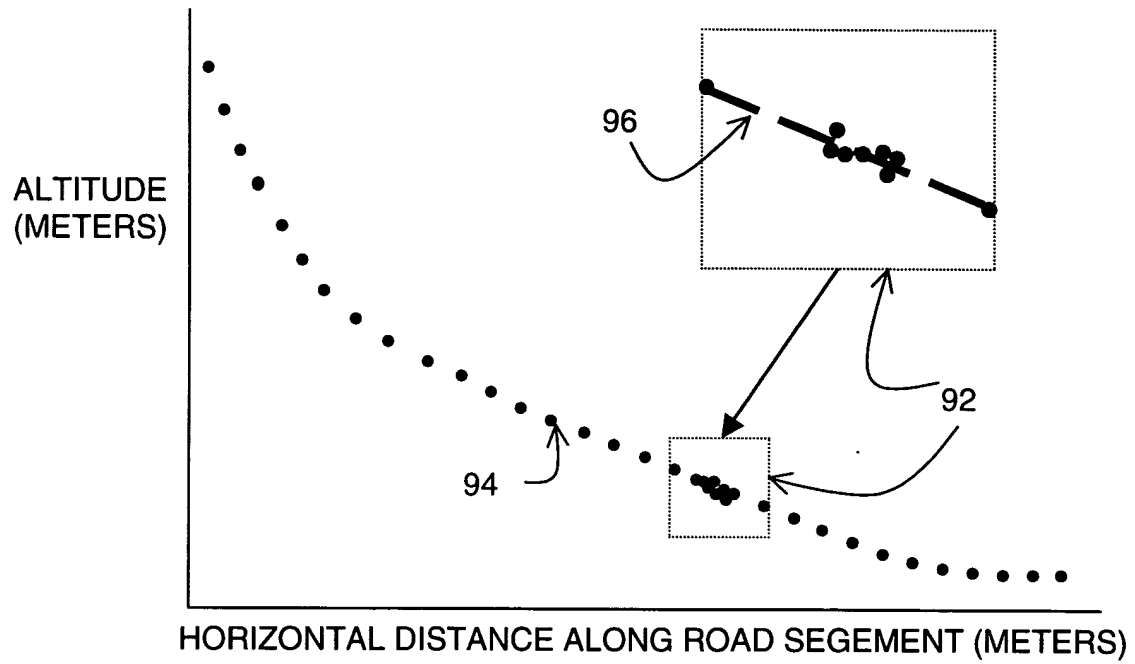 96
ALTITUDE
(METERS)
92
94
HORIZONTAL DISTANCE ALONG ROAD SEGEMENT (METERS)